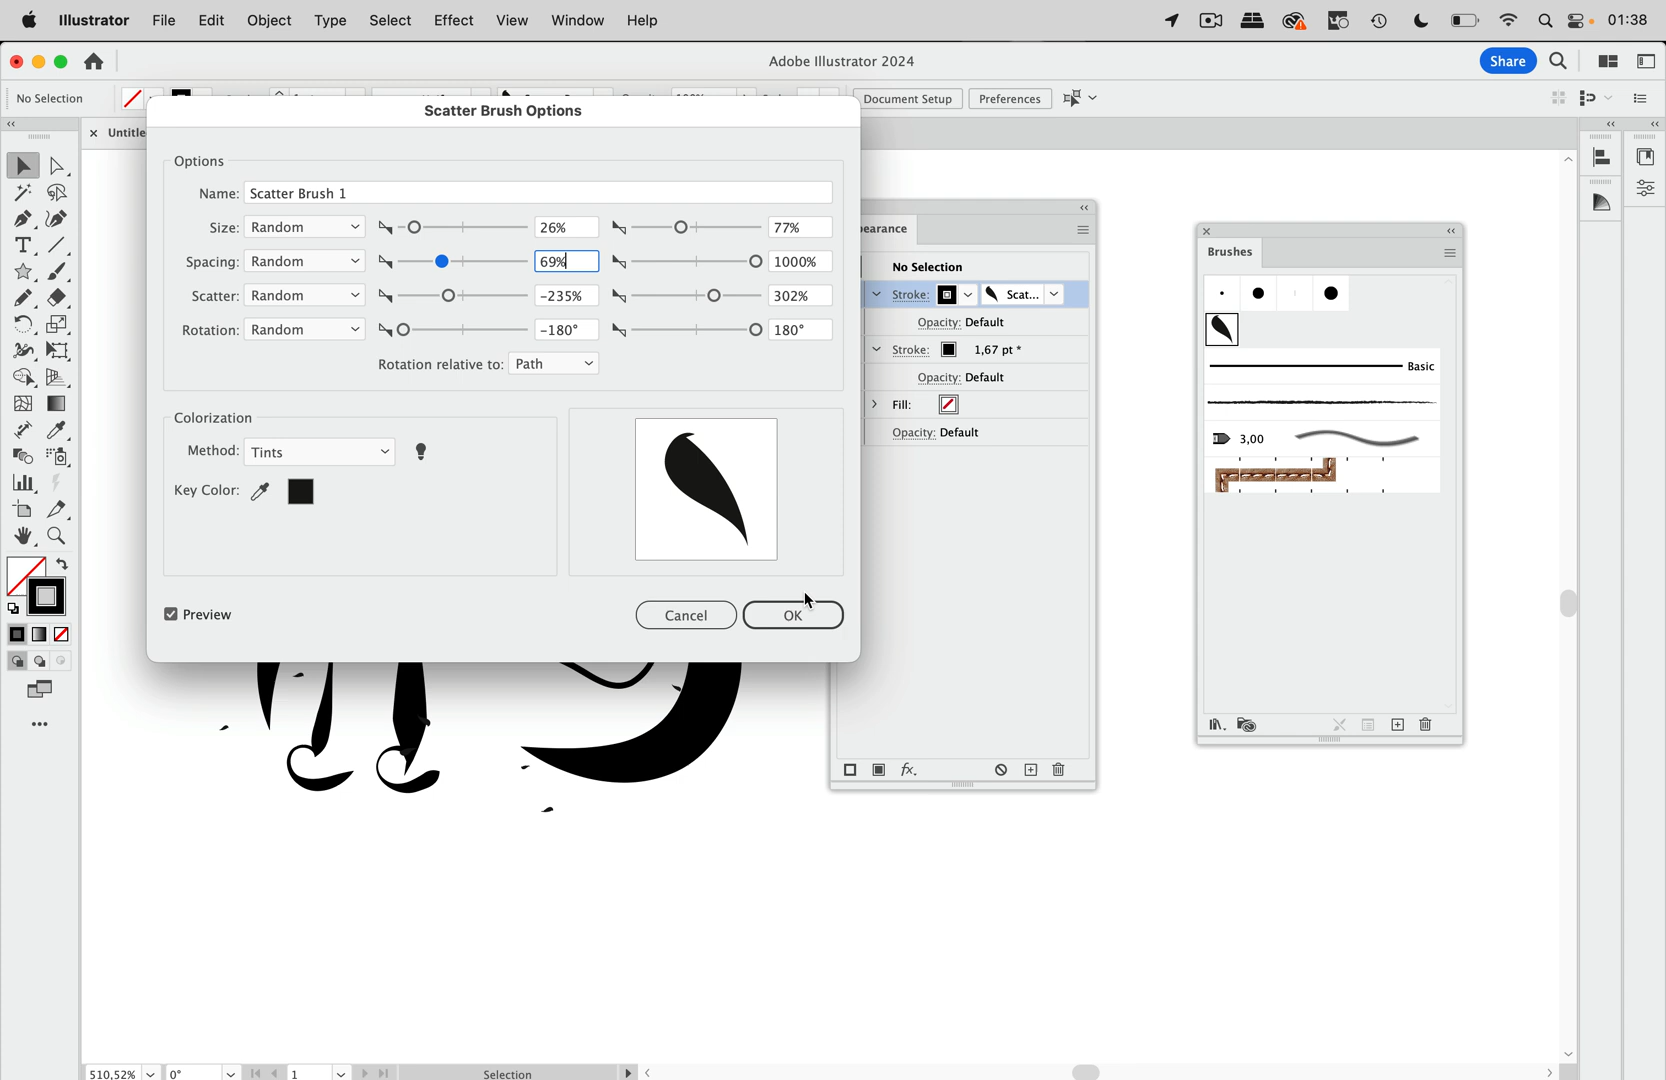 Illustrator File Edit Object Type Select Effect View Window Help 01:38
Adobe Illustrator 2024 Share
No Selection Document Setup Preferences
Untitle
Scatter Brush Options
Options
Name: Scatter Brush 1
Size: Random 26% 77%
Spacing: Random 69% 1000%
Scatter: Random -235% 302%
Rotation: Random -180° 180°
Rotation relative to: Path
Colorization
Method: Tints
Key Color:
Preview
Cancel OK
pearance
No Selection
Stroke: Scat...
Opacity: Default
Stroke: 1,67 pt *
Opacity: Default
Fill:
Opacity: Default
fx.
Brushes
Basic
3,00
510,52% 0° 1 Selection